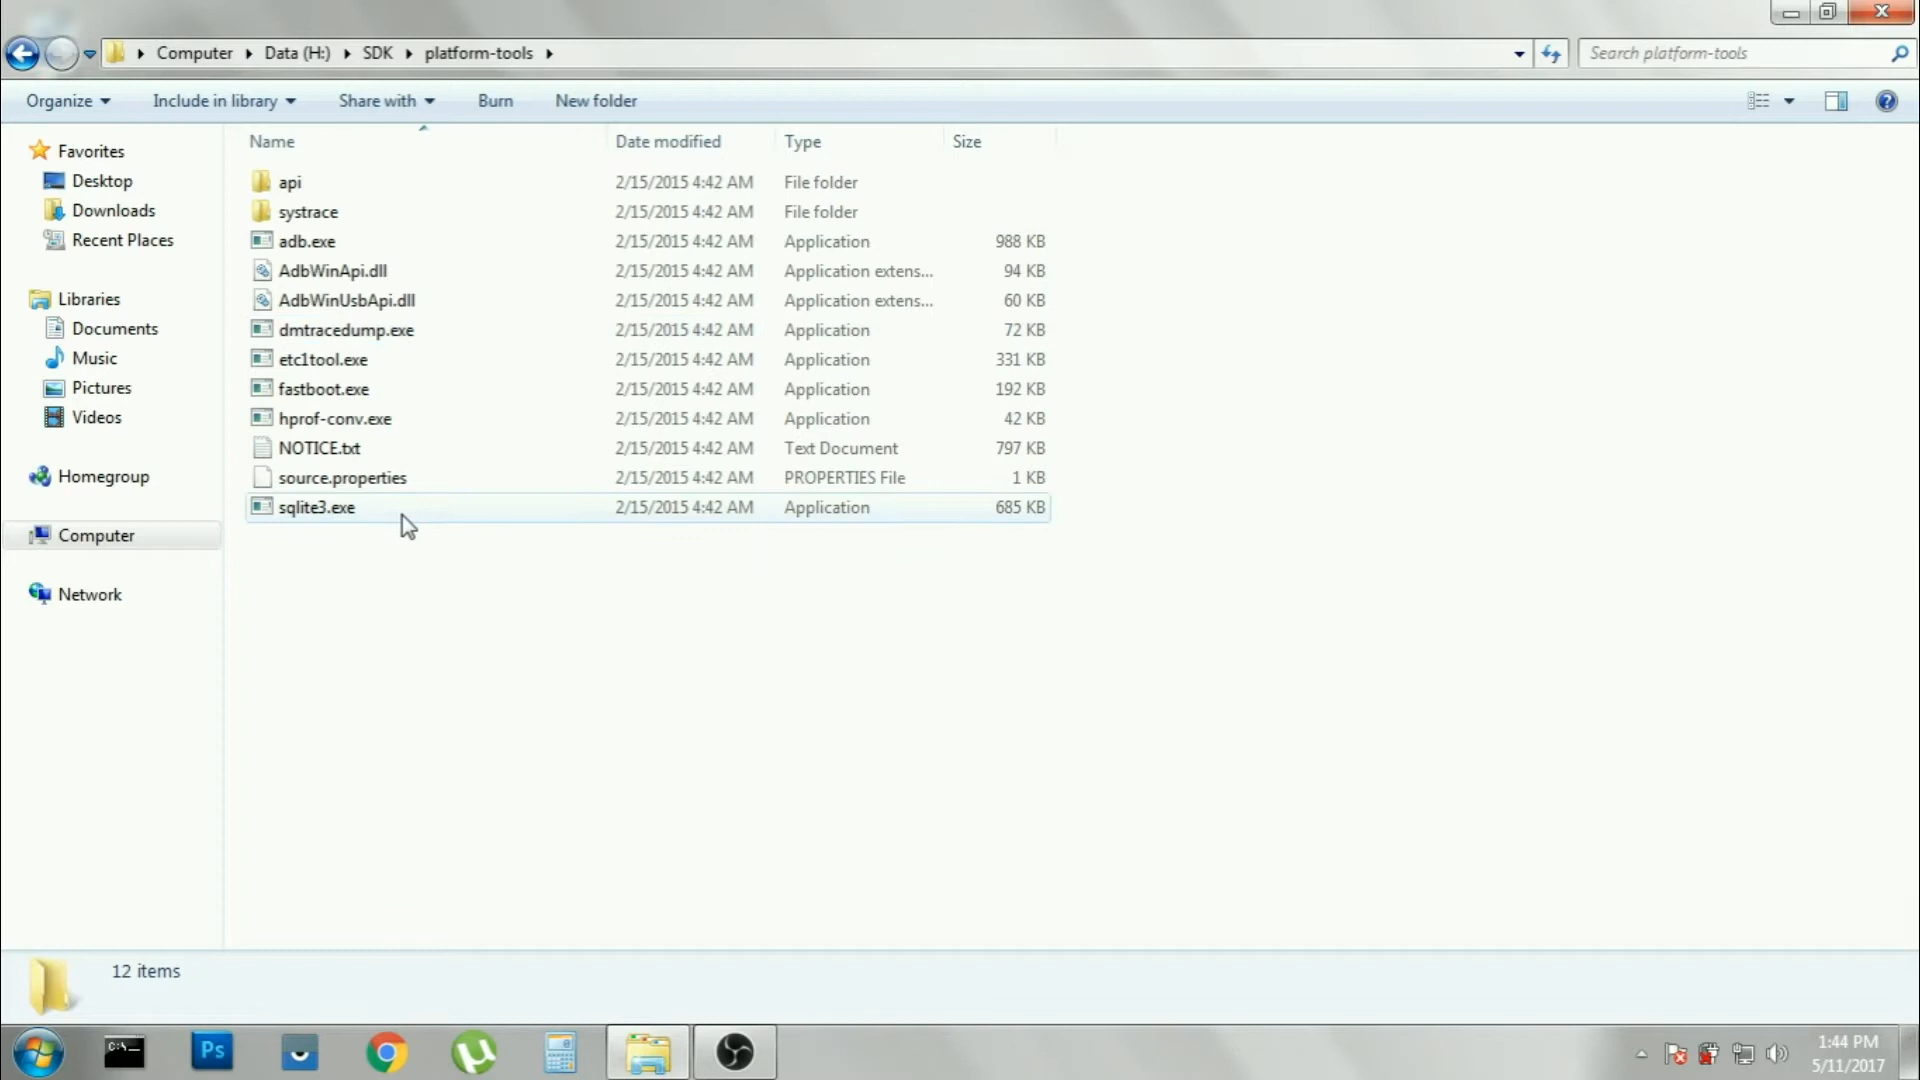 Computer Data (H:) SDK platform-tools
Search platform-tools
Organize Include in library Share with Burn New folder
Name Date modified Type Size
api 2/15/2015 4:42 AM File folder
systrace 2/15/2015 4:42 AM File folder
adb.exe 2/15/2015 4:42 AM Application 988 KB
AdbWinApi.dll 2/15/2015 4:42 AM Application extens... 94 KB
AdbWinUsbApi.dll 2/15/2015 4:42 AM Application extens... 60 KB
dmtracedump.exe 2/15/2015 4:42 AM Application 72 KB
etc1tool.exe 2/15/2015 4:42 AM Application 331 KB
fastboot.exe 2/15/2015 4:42 AM Application 192 KB
hprof-conv.exe 2/15/2015 4:42 AM Application 42 KB
NOTICE.txt 2/15/2015 4:42 AM Text Document 797 KB
source.properties 2/15/2015 4:42 AM PROPERTIES File 1 KB
sqlite3.exe 2/15/2015 4:42 AM Application 685 KB
Favorites
Desktop
Downloads
Recent Places
Libraries
Documents
Music
Pictures
Videos
Homegroup
Computer
Network
12 items
C:\
Ps
1:44 PM
5/11/2017